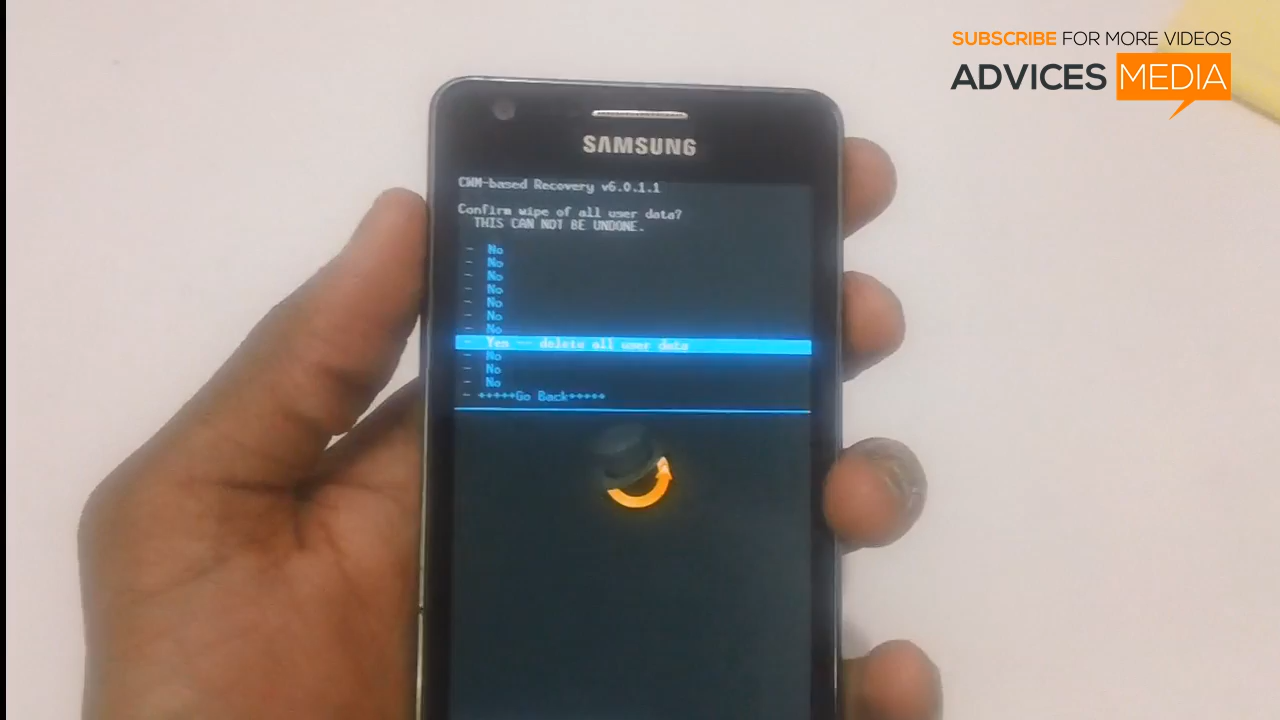 SUBSCRIBE FOR MORE VIDEOS
ADVICES MEDIA
SAMSUNG
CWM-based Recovery v6.0.1.1
Confirm wipe of all user data?
THIS CAN NOT BE UNDONE.
- No
- No
- No
- No
- No
- No
- No
- Yes -- delete all user data
- No
- No
- No
- +++++Go Back+++++